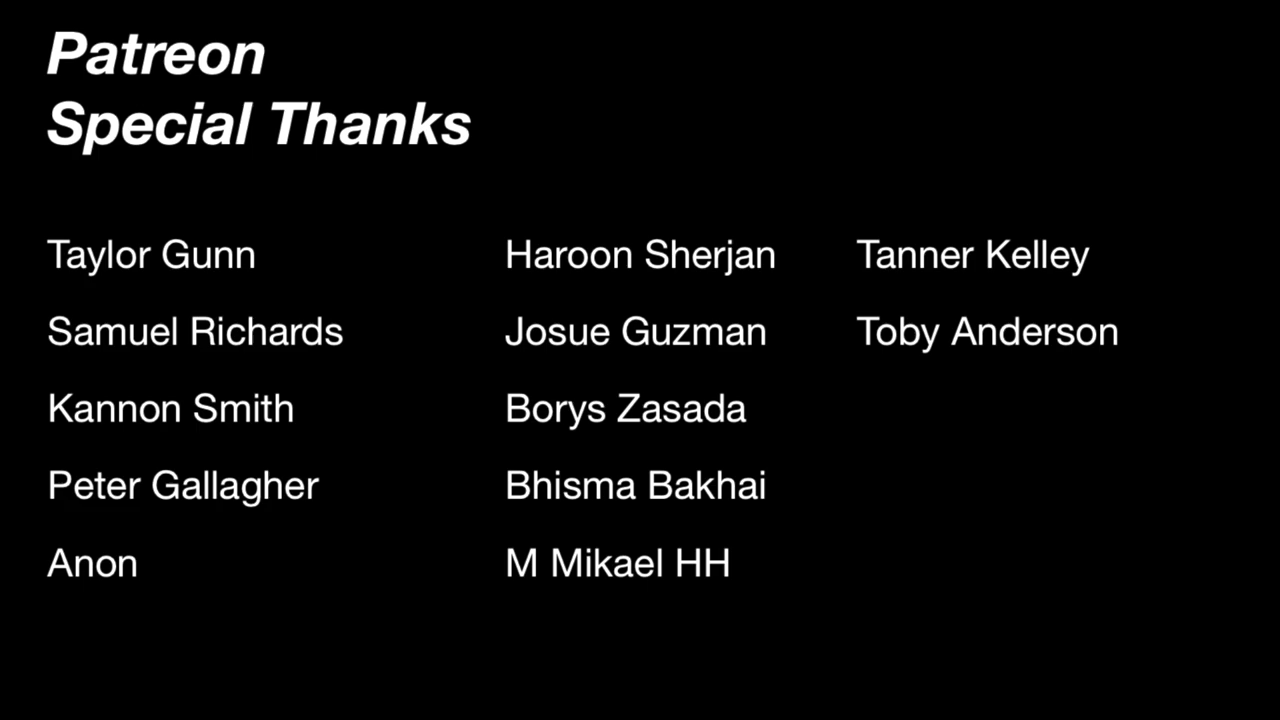 Patreon
Special Thanks
Taylor Gunn
Samuel Richards
Kannon Smith
Peter Gallagher
Anon
Haroon Sherjan
Josue Guzman
Borys Zasada
Bhisma Bakhai
M Mikael HH
Tanner Kelley
Toby Anderson